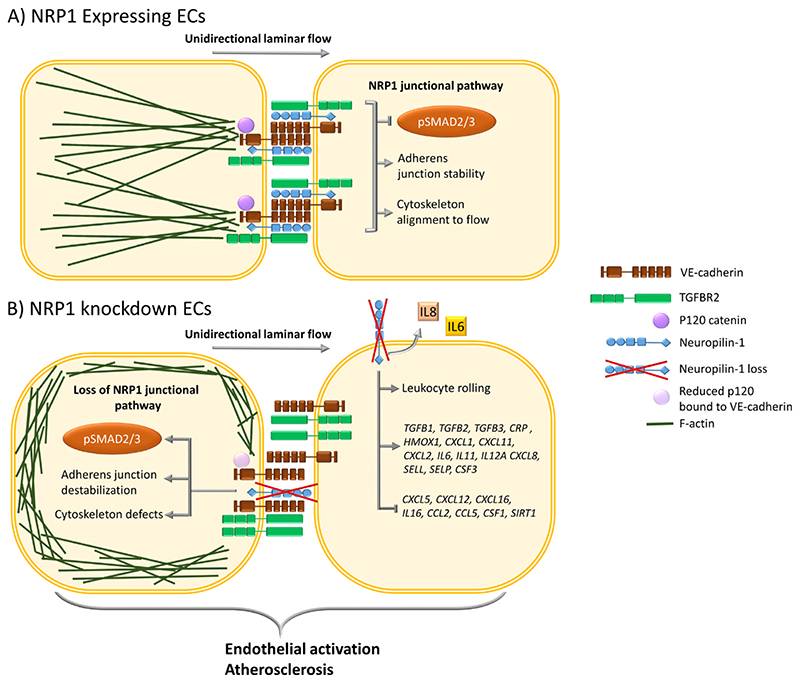 A) NRP1 Expressing ECs
Unidirectional laminar flow
NRP1 junctional pathway
pSMAD2/3
Adherens
junction stability
Cytoskeleton
alignment to flow
VE-cadherin
TGFBR2
P120 catenin
Neuropilin-1
Neuropilin-1 loss
Reduced p120
bound to VE-cadherin
F-actin
B) NRP1 knockdown ECs
Unidirectional laminar flow
IL8
IL6
Loss of NRP1 junctional
pathway
pSMAD2/3
Adherens junction
destabilization
Cytoskeleton defects
Leukocyte rolling
TGFB1, TGFB2, TGFB3, CRP ,
HMOX1, CXCL1, CXCL11,
CXCL2, IL6, IL11, IL12A CXCL8,
SELL, SELP, CSF3
CXCL5, CXCL12, CXCL16,
IL16, CCL2, CCL5, CSF1, SIRT1
Endothelial activation
Atherosclerosis